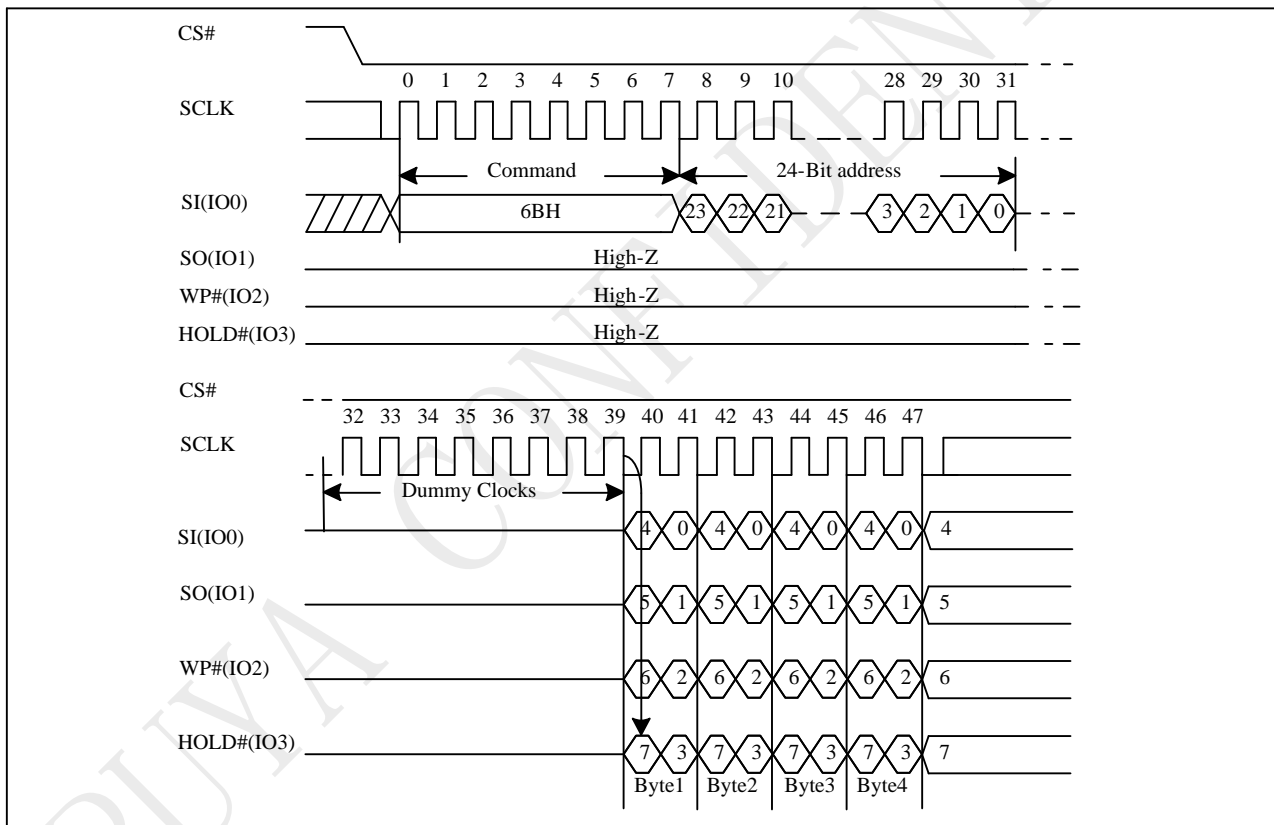 CS#
0 1 2 3 4 5 6 7 8 9 10 28 29 30 31
SCLK
Command 24-Bit address
SI(IO0) 6BH 23 22 21 3 2 1 0
SO(IO1) High-Z
WP#(IO2) High-Z
HOLD#(IO3) High-Z
CS#
32 33 34 35 36 37 38 39 40 41 42 43 44 45 46 47
SCLK
Dummy Clocks
SI(IO0) 4 0 4 0 4 0 4 0 4
SO(IO1) 5 1 5 1 5 1 5 1 5
WP#(IO2) 6 2 6 2 6 2 6 2 6
HOLD#(IO3) 7 3 7 3 7 3 7 3 7
Byte1 Byte2 Byte3 Byte4
PUYA CONFIDENT